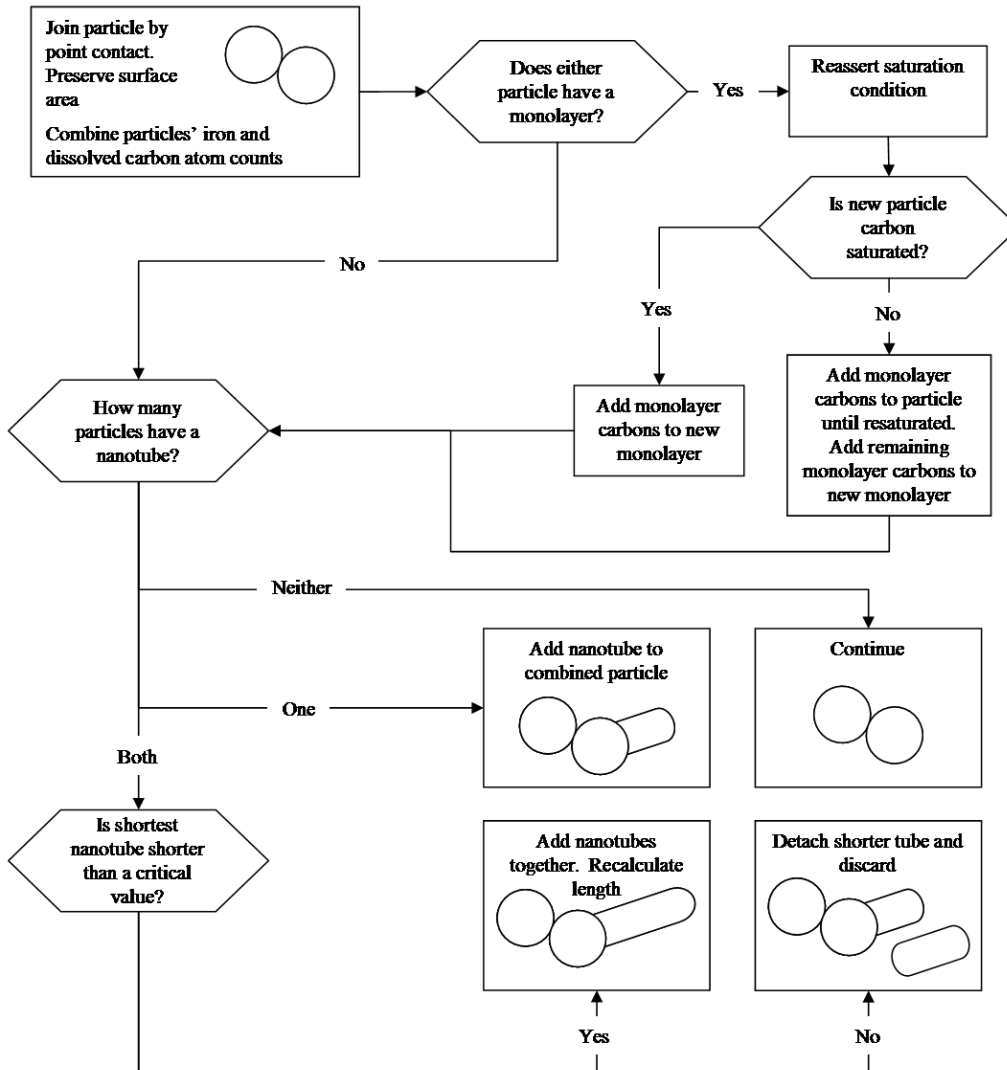 Join particle by
point contact.
Preserve surface
area
Combine particles’ iron and
dissolved carbon atom counts
Does either
particle have a
monolayer?
Yes
Reassert saturation
condition
Is new particle
carbon
saturated?
No
Yes
No
How many
particles have a
nanotube?
Add monolayer
carbons to new
monolayer
Add monolayer
carbons to particle
until resaturated.
Add remaining
monolayer carbons to
new monolayer
Neither
Add nanotube to
combined particle
Continue
One
Both
Is shortest
nanotube shorter
than a critical
value?
Add nanotubes
together. Recalculate
length
Detach shorter tube and
discard
Yes
No